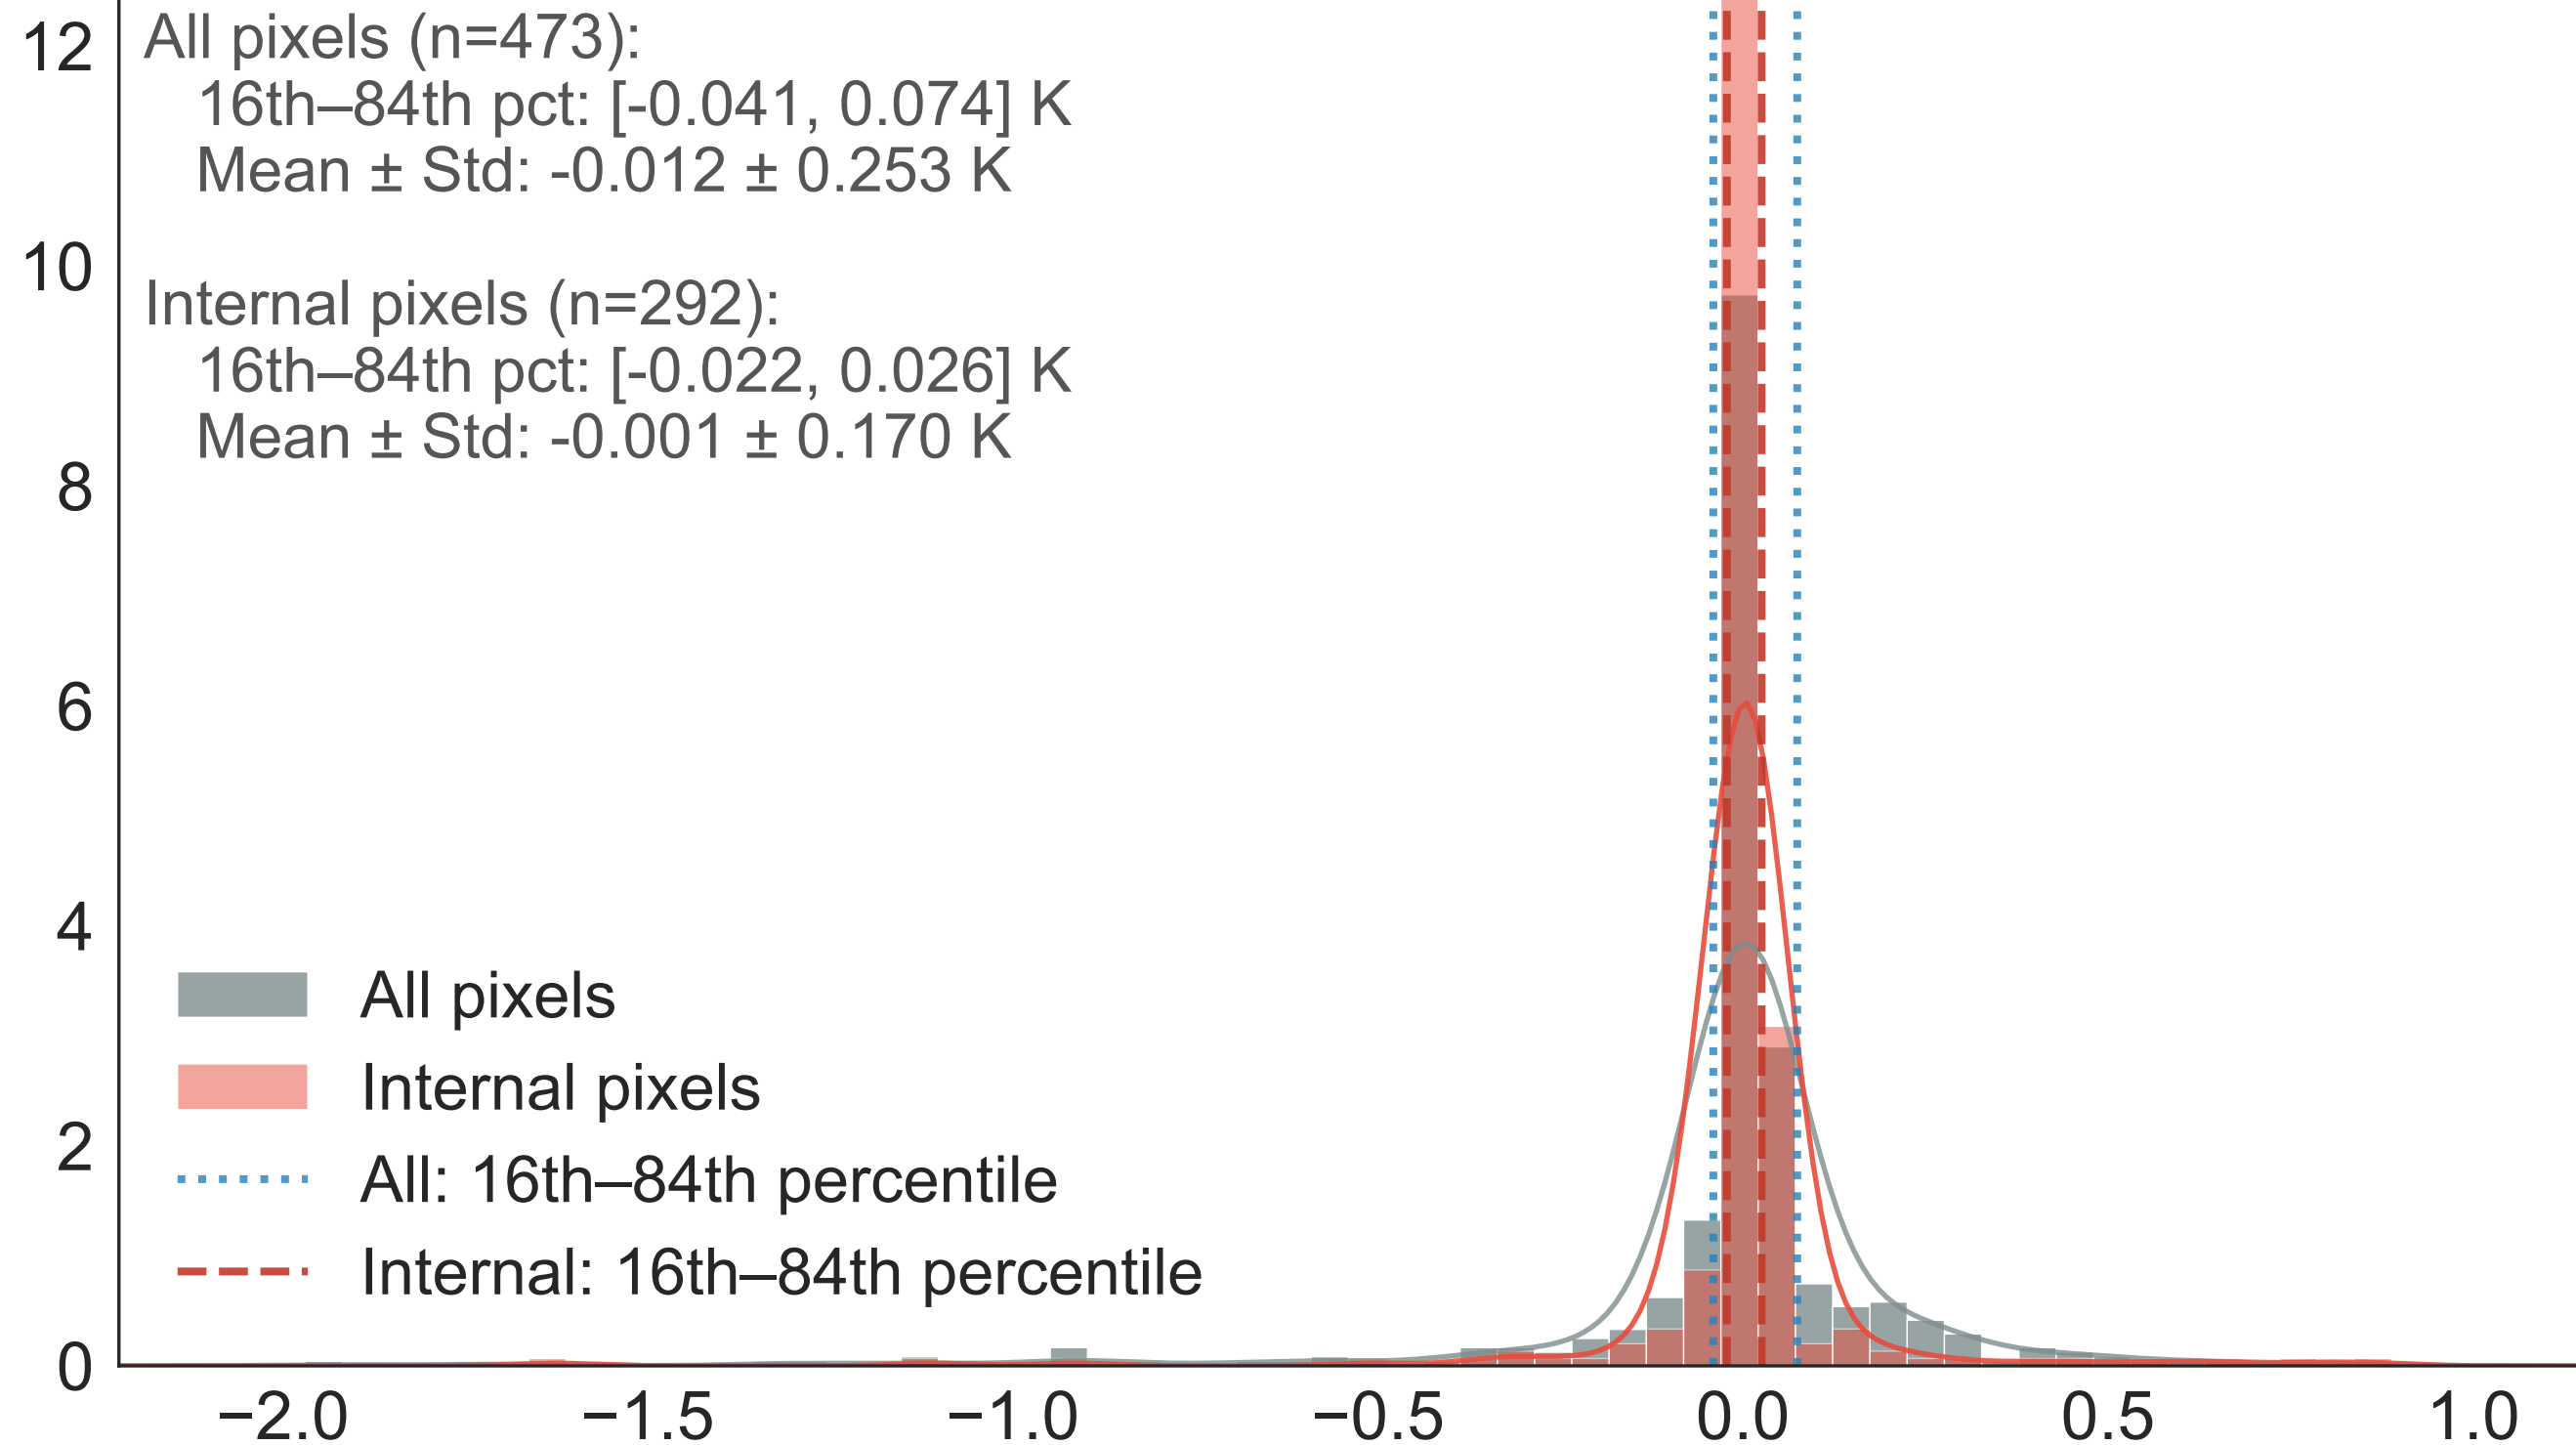 All pixels (n=473):
16th–84th pct: [-0.041, 0.074] K
Mean ± Std: -0.012 ± 0.253 K
Internal pixels (n=292):
16th–84th pct: [-0.022, 0.026] K
Mean ± Std: -0.001 ± 0.170 K
12
10
8
6
4
2
0
All pixels
Internal pixels
All: 16th–84th percentile
Internal: 16th–84th percentile
−2.0 −1.5 −1.0 −0.5 0.0 0.5 1.0